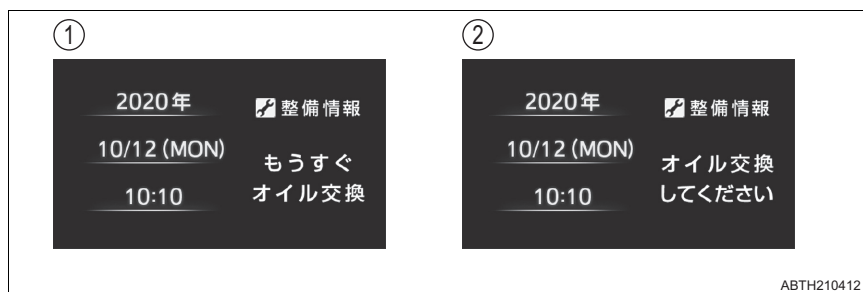 ①
2020年
10/12 (MON)
10:10
整備情報
もうすぐ
オイル交換
②
2020年
10/12 (MON)
10:10
整備情報
オイル交換
してください
ABTH210412